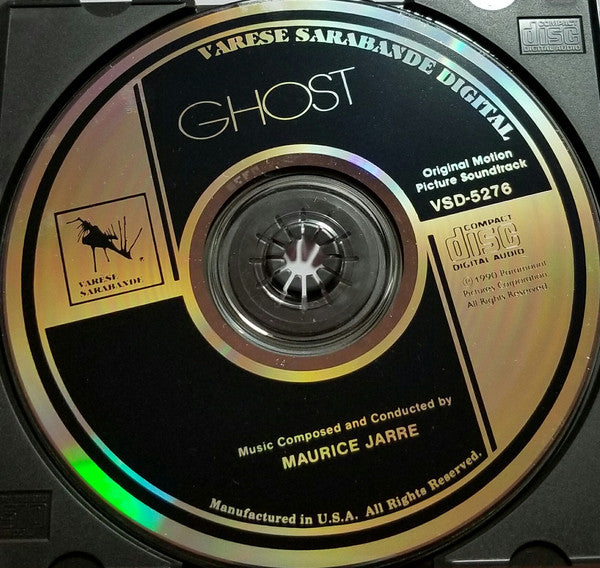 COMPACT
disc
DIGITAL AUDIO
VARESE SARABANDE DIGITAL
GHOST
Original Motion
Picture Soundtrack
VSD-5276
COMPACT
disc
DIGITAL AUDIO
℗ 1990 Paramount
Pictures Corporation.
All Rights Reserved.
VARESE
SARABANDE
Music Composed and Conducted by
MAURICE JARRE
Manufactured in U.S.A. All Rights Reserved.
14